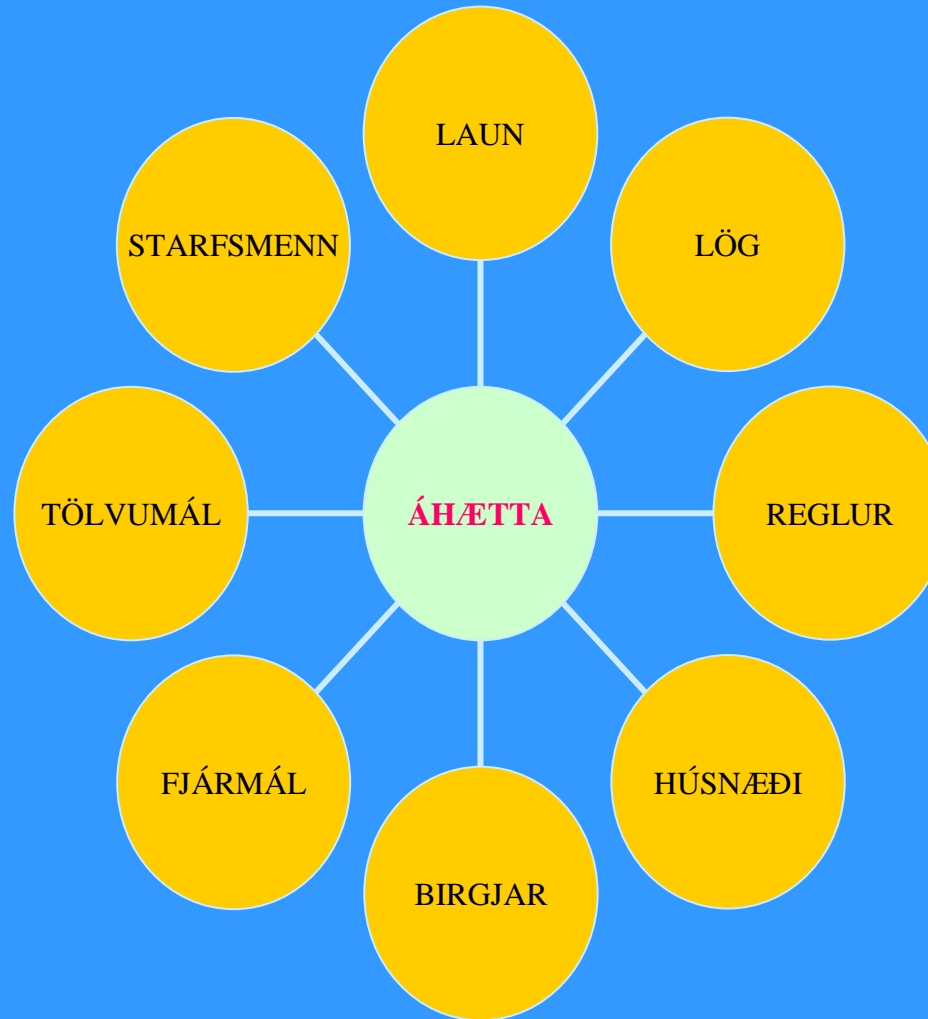 LAUN
STARFSMENN
LÖG
TÖLVUMÁL
ÁHÆTTA
REGLUR
FJÁRMÁL
HÚSNÆÐI
BIRGJAR